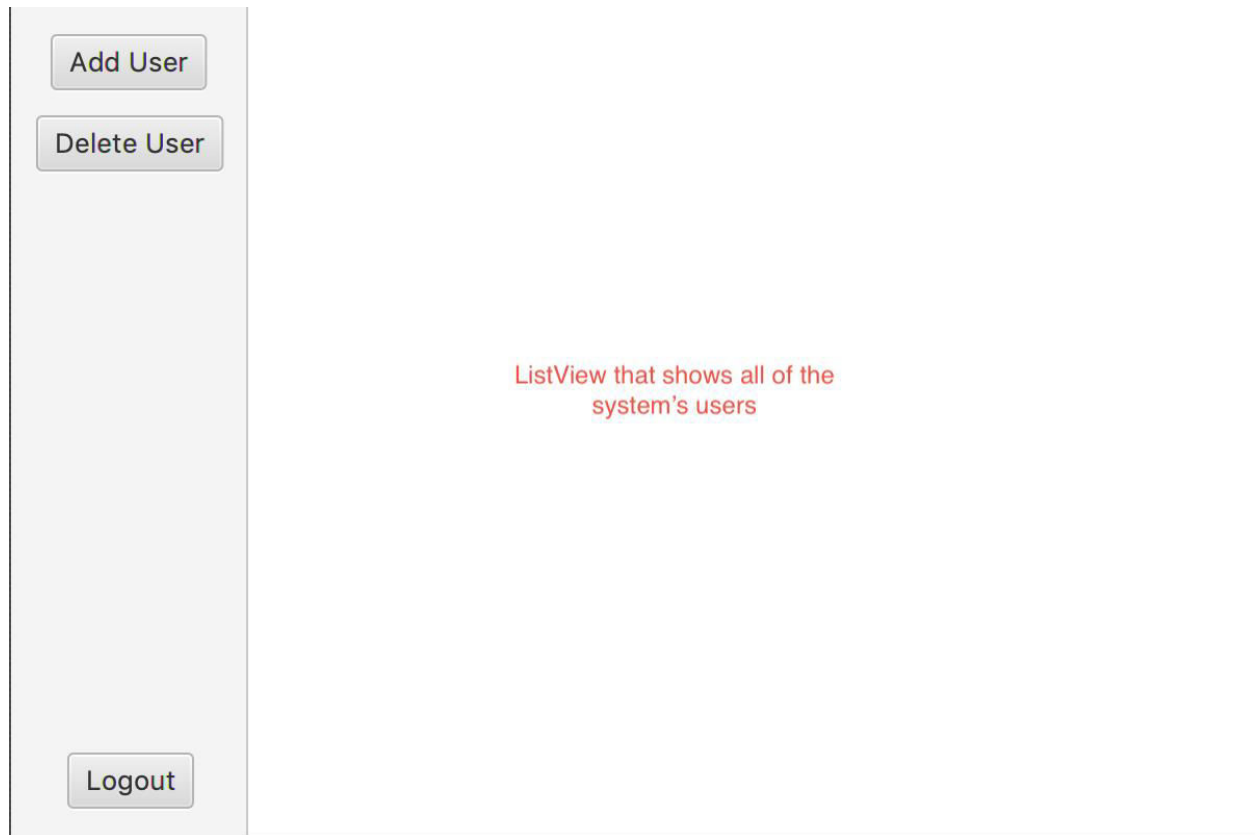 Add User
Delete User
ListView that shows all of the
system’s users
Logout